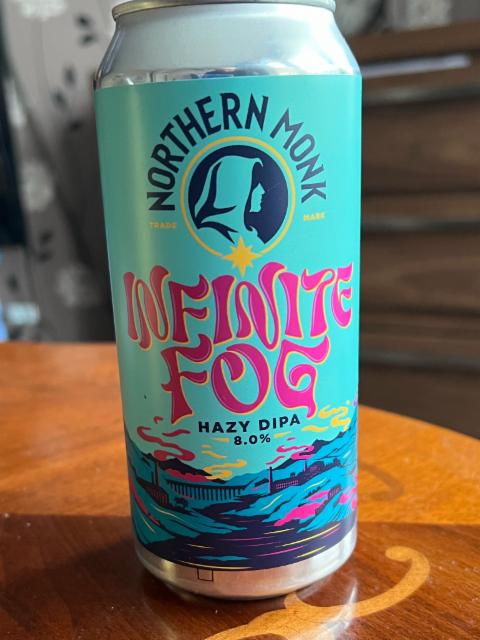 NORTHERN MONK
TRADE MARK
INFINITE
FOG
HAZY DIPA
8.0%